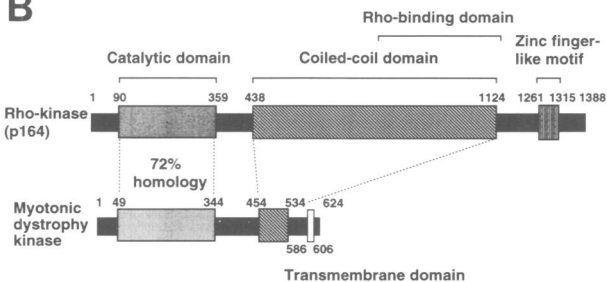 B
Rho-binding domain
Zinc finger-
like motif
Catalytic domain
Coiled-coil domain
1 90 359 438 1124 1261 1315 1388
Rho-kinase
(p164)
72%
homology
1 49 344 454 534 624
Myotonic
dystrophy
kinase
586 606
Transmembrane domain